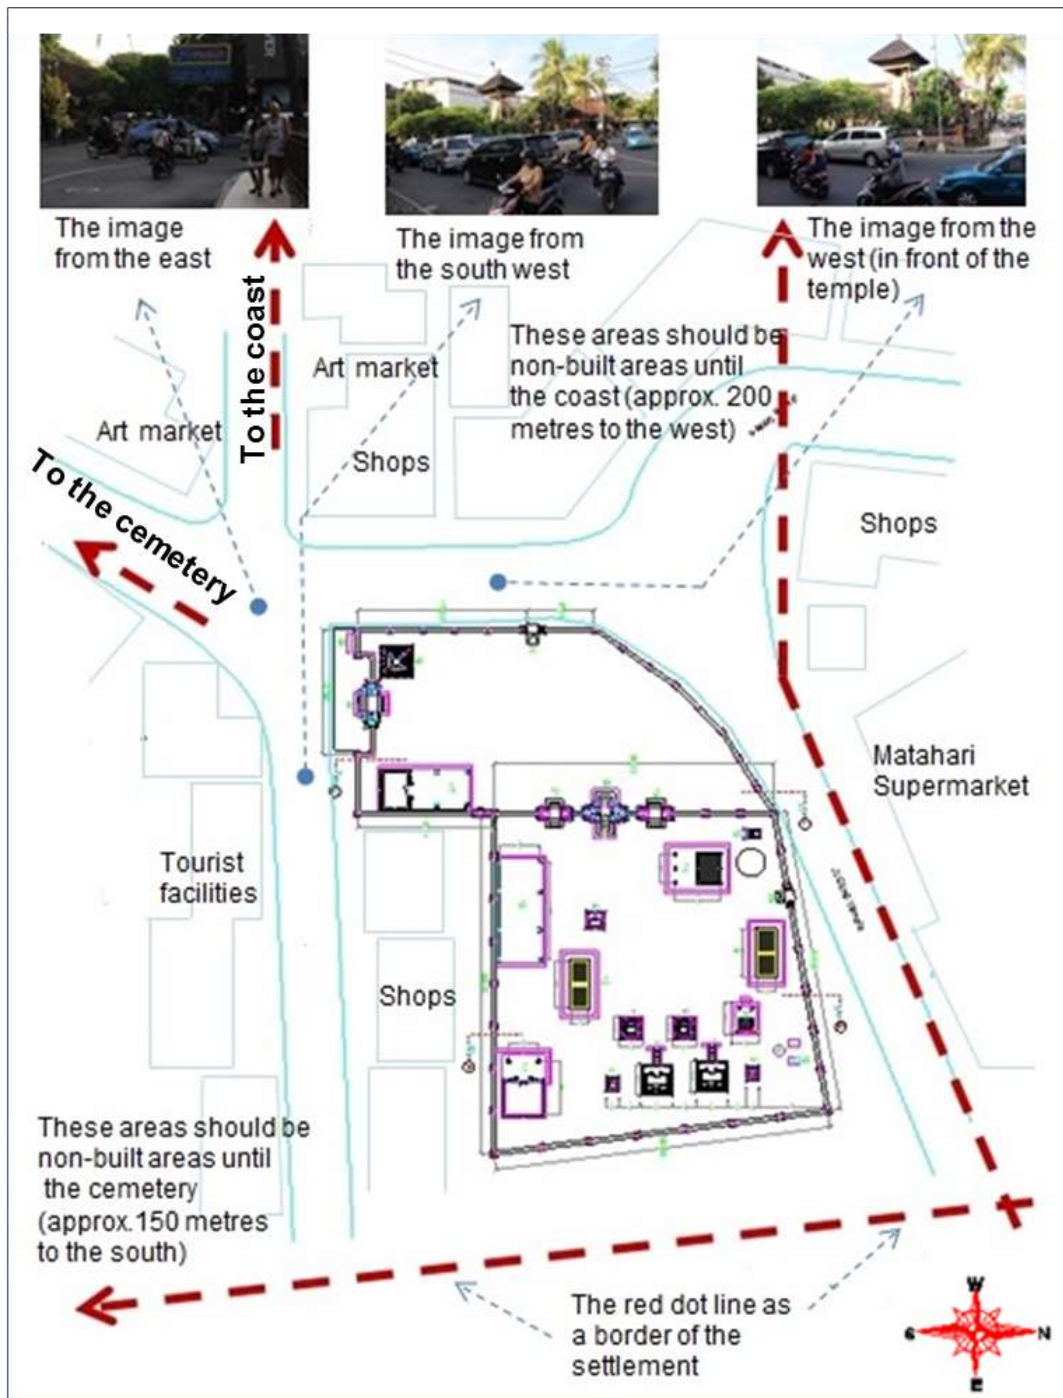 The image
from the east
The image from
the south west
The image from the
west (in front of the
temple)
To the coast
Art market
These areas should be
non-built areas until
the coast (approx. 200
metres to the west)
Art market
Shops
To the cemetery
Shops
Matahari
Supermarket
Tourist
facilities
Shops
These areas should be
non-built areas until
the cemetery
(approx.150 metres
to the south)
The red dot line as
a border of the
settlement
W
N
E